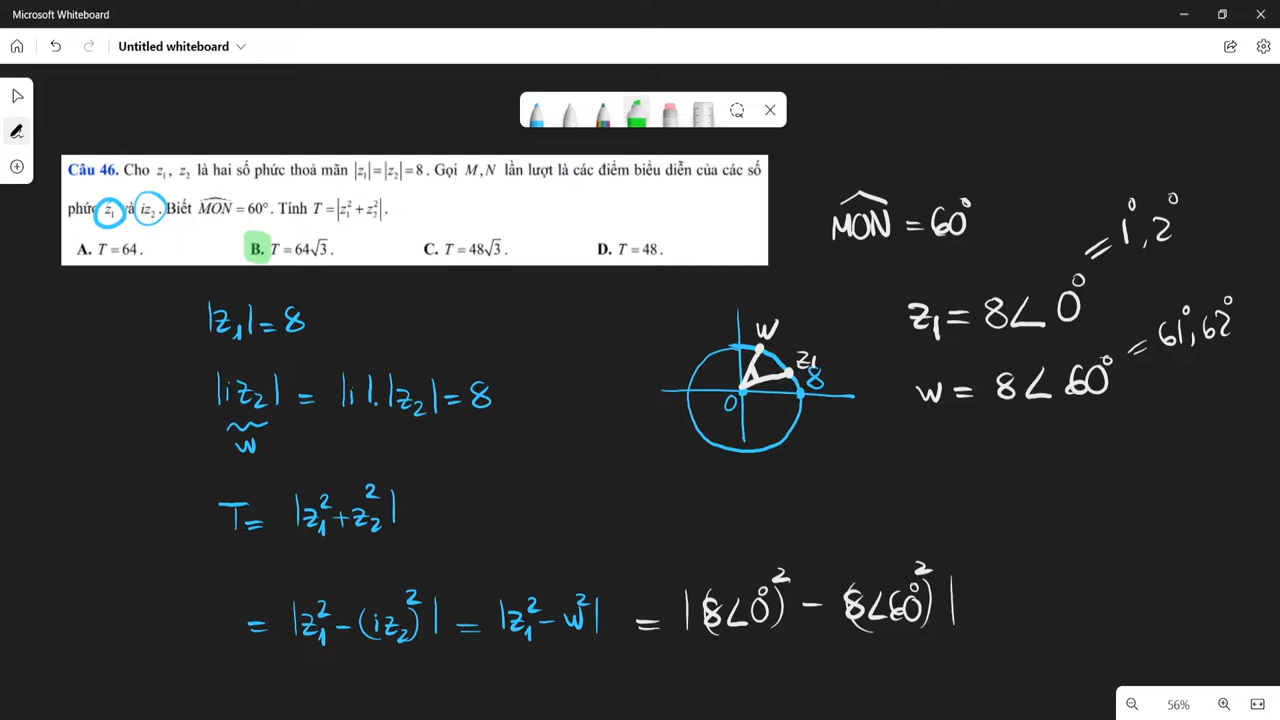 Microsoft Whiteboard
Untitled whiteboard
Câu 46. Cho z₁, z₂ là hai số phức thoả mãn |z₁| = |z₂| = 8. Gọi M, N lần lượt là các điểm biểu diễn của các số
phức z₁ và iz₂. Biết MON = 60°. Tính T = |z₁² + z₂²|.
A. T = 64. B. T = 64√3. C. T = 48√3. D. T = 48.
MON = 60°
= 1°, 2°
z₁ = 8∠0°
= 61°, 62°
w = 8∠60°
|z₁| = 8
|iz₂| = |i|.|z₂| = 8
w
w
z₁
8
O
T = |z₁² + z₂²|
= |z₁² - (iz₂)²| = |z₁² - w²| = |(8∠0°)² - (8∠60°)²|
56%